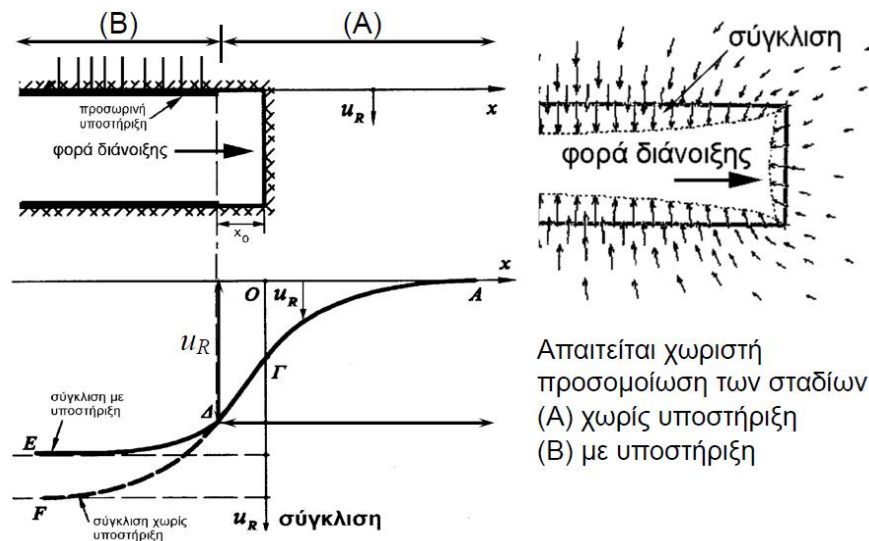 (Β)
(Α)
προσωρινή
υποστήριξη
φορά διάνοιξης
x₀
u_R
x
σύγκλιση
φορά διάνοιξης
x
O
u_R
A
u_R
Γ
σύγκλιση με
υποστήριξη
Δ
E
F
σύγκλιση χωρίς
υποστήριξη
u_R σύγκλιση
Απαιτείται χωριστή
προσομοίωση των σταδίων
(Α) χωρίς υποστήριξη
(Β) με υποστήριξη